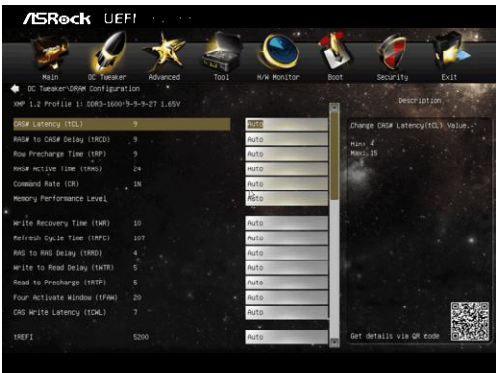 ASRock UEFI
Main OC Tweaker Advanced Tool H/W Monitor Boot Security Exit
OC Tweaker\DRAM Configuration
Description
XMP 1.2 Profile 1: DDR3-1600 9-9-9-27 1.65V
CAS# Latency (tCL) 9 Auto
Change CAS# Latency(tCL) Value.
RAS# to CAS# Delay (tRCD) 9 Auto
Min: 4
Max: 15
Row Precharge Time (tRP) 9 Auto
RAS# Active Time (tRAS) 24 Auto
Command Rate (CR) 1N Auto
Memory Performance Level Auto
Write Recovery Time (tWR) 10 Auto
Refresh Cycle Time (tRFC) 107 Auto
RAS to RAS Delay (tRRD) 4 Auto
Write to Read Delay (tWTR) 5 Auto
Read to Precharge (tRTP) 5 Auto
Four Activate Window (tFAW) 20 Auto
CAS Write Latency (tCWL) 7 Auto
tREFI 5200 Auto
Get details via QR code